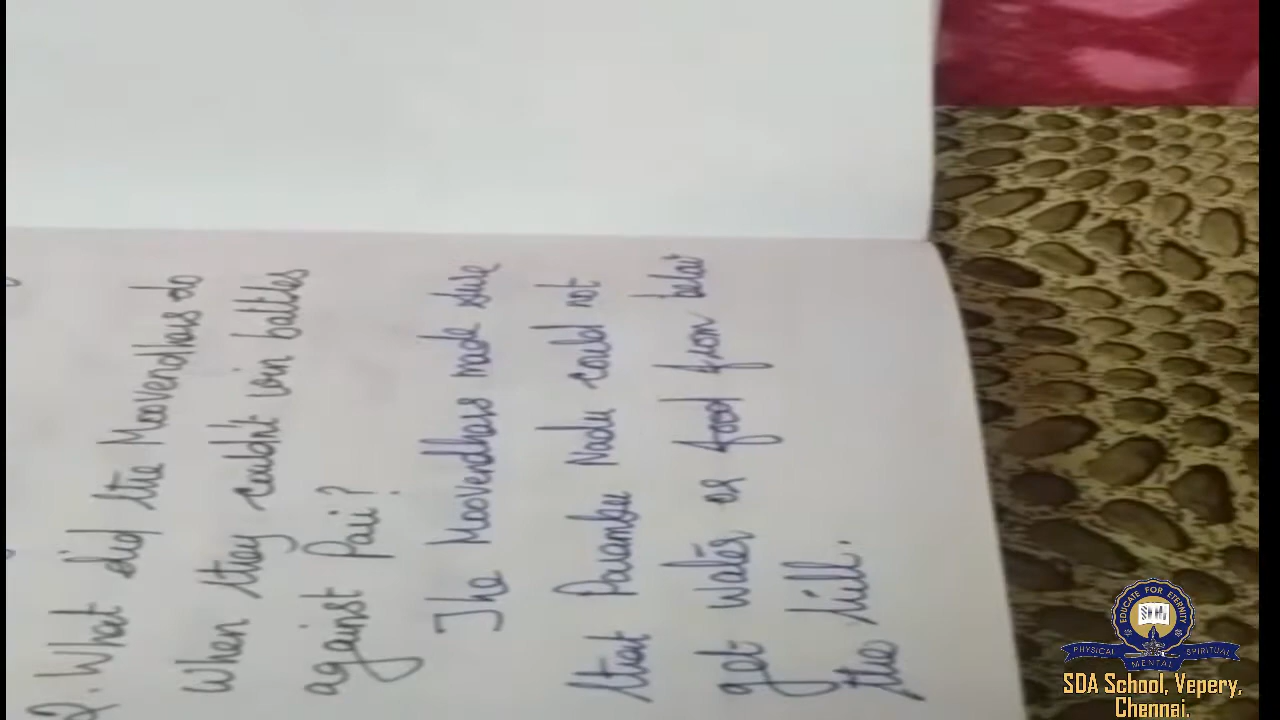 2. What did the Moovendhars do
when they couldn't win battles
against Pari?
The Moovendhars made sure
that Parambu Nadu could not
get water or food from below
the hill.
EDUCATE FOR ETERNITY
PHYSICAL MENTAL SPIRITUAL
SDA School, Vepery,
Chennai.